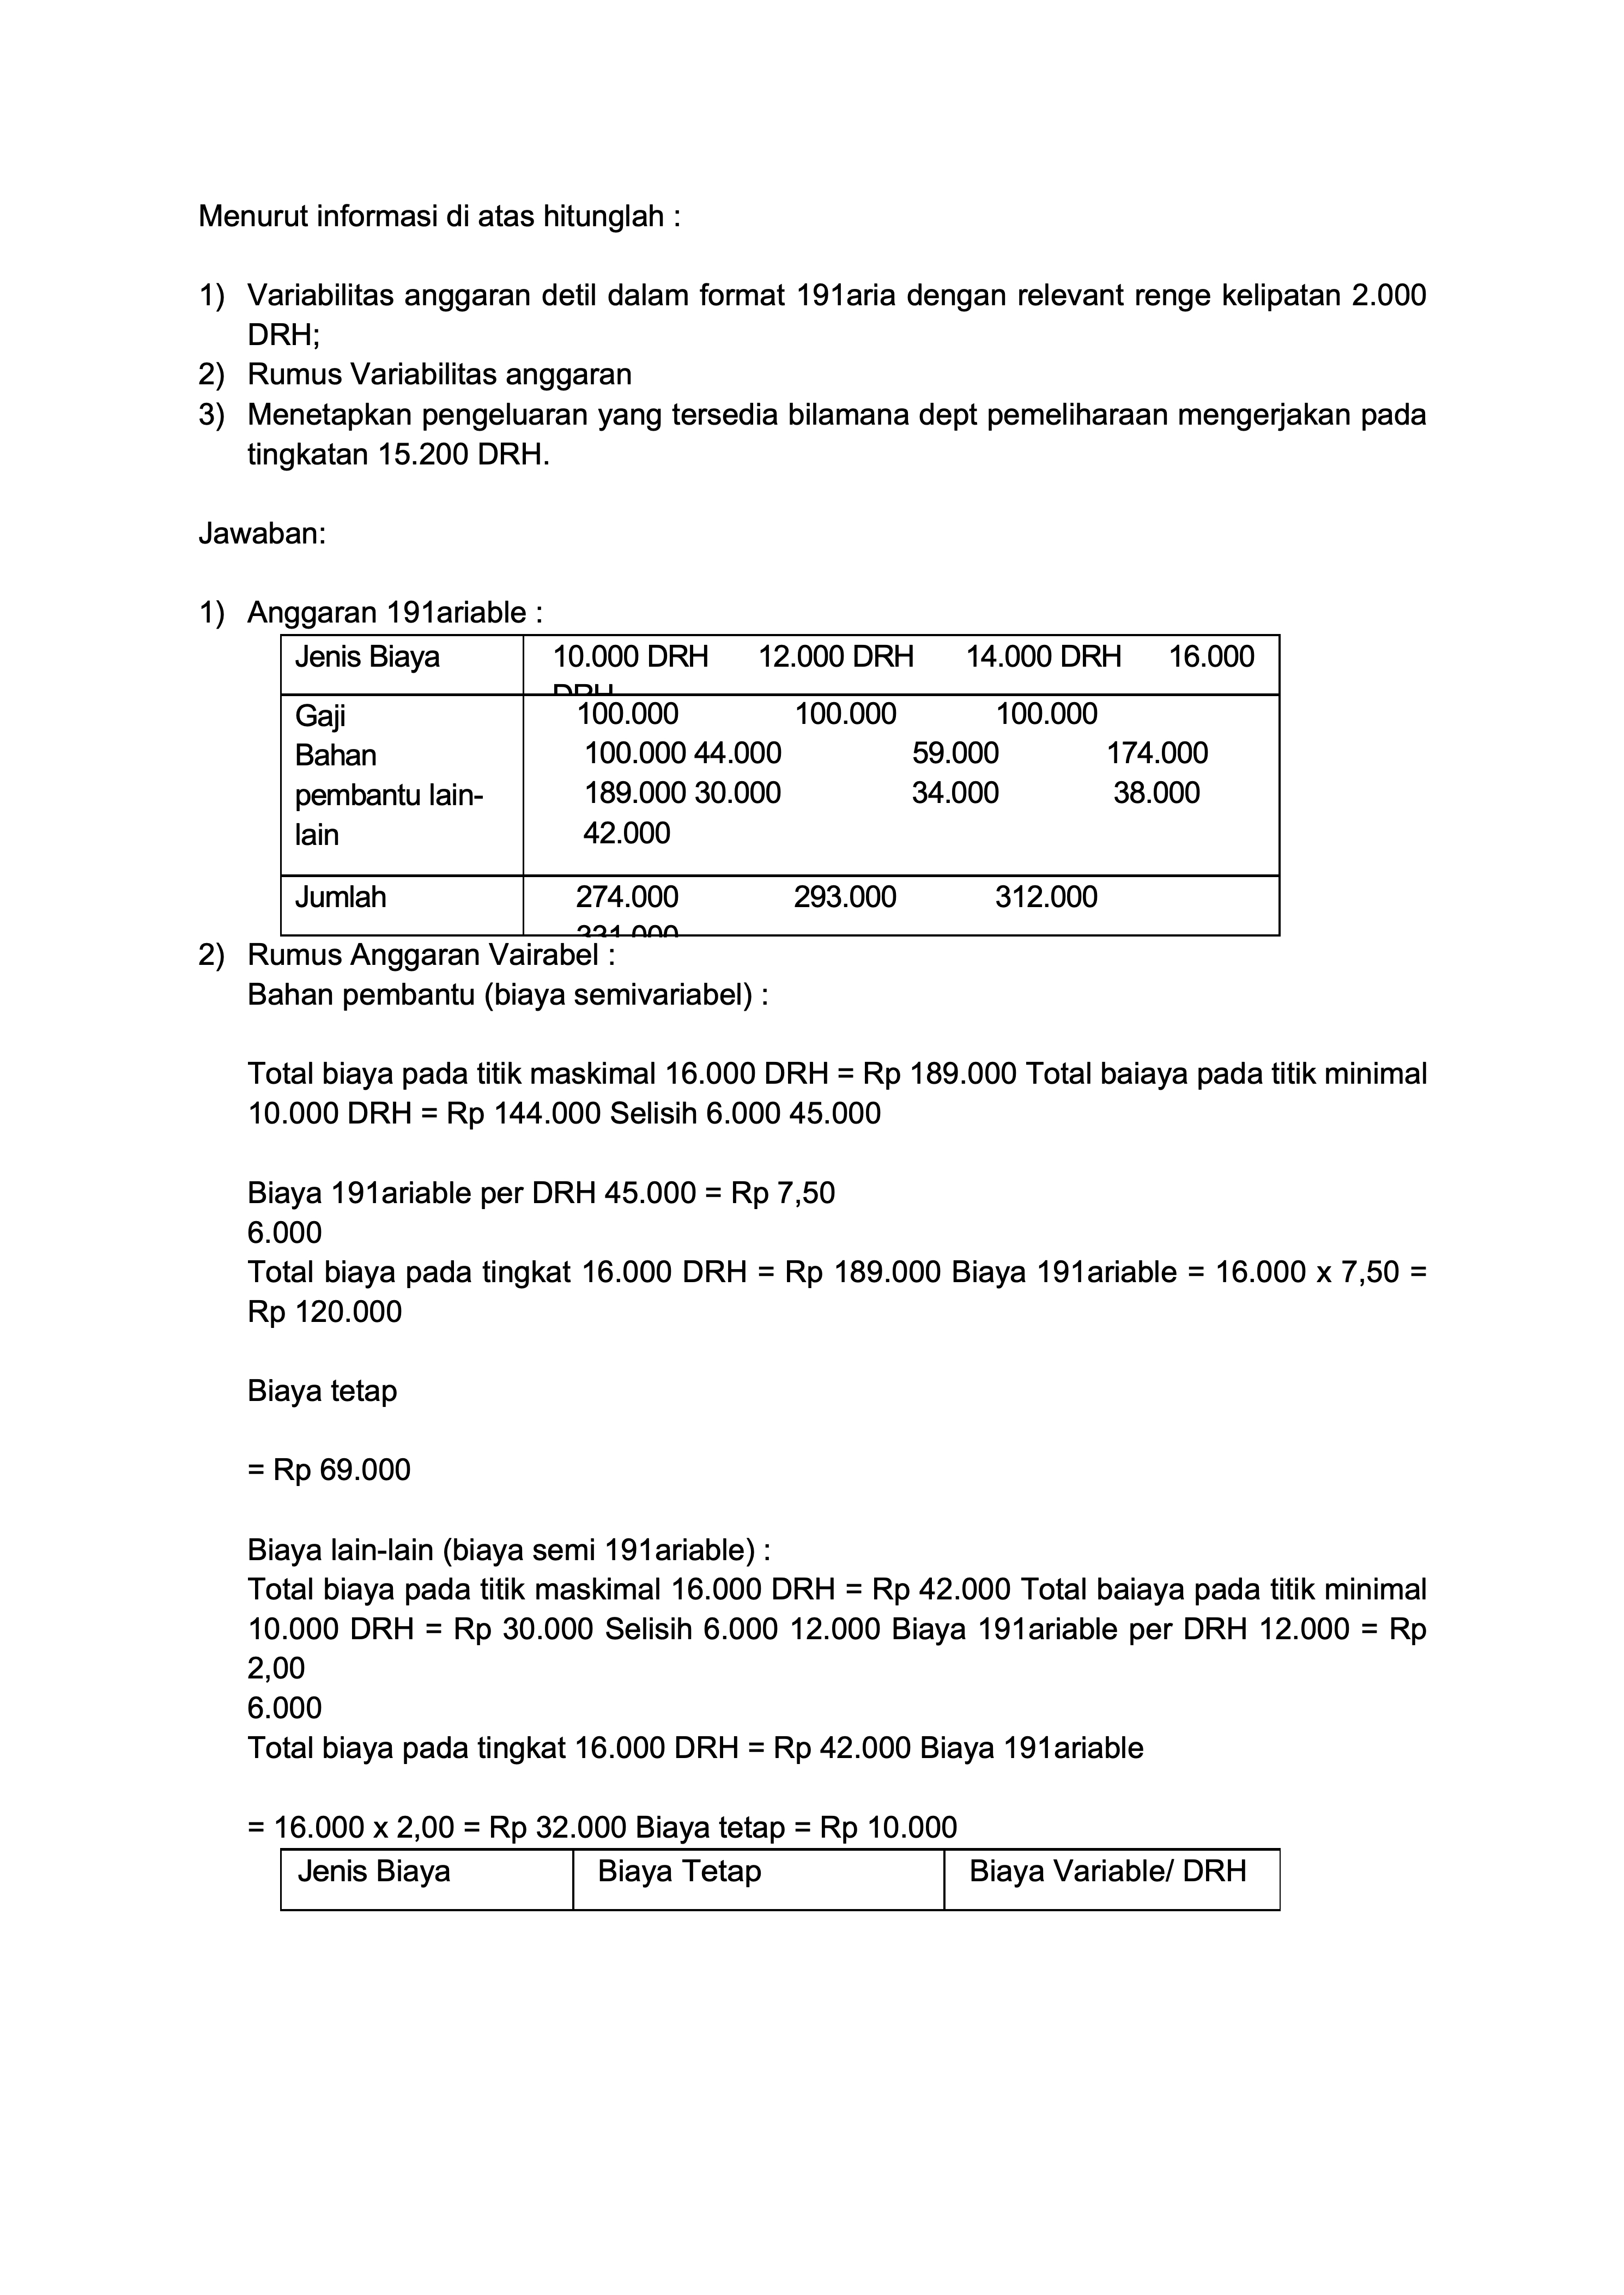 Menurut informasi di atas hitunglah :
1) Variabilitas anggaran detil dalam format 191aria dengan relevant renge kelipatan 2.000
DRH;
2) Rumus Variabilitas anggaran
3) Menetapkan pengeluaran yang tersedia bilamana dept pemeliharaan mengerjakan pada
tingkatan 15.200 DRH.
Jawaban:
1) Anggaran 191ariable :
Jenis Biaya 10.000 DRH 12.000 DRH 14.000 DRH 16.000
DRH
Gaji 100.000 100.000 100.000
Bahan 100.000 44.000 59.000 174.000
pembantu lain- 189.000 30.000 34.000 38.000
lain 42.000
Jumlah 274.000 293.000 312.000
331.000
2) Rumus Anggaran Vairabel :
Bahan pembantu (biaya semivariabel) :
Total biaya pada titik maskimal 16.000 DRH = Rp 189.000 Total baiaya pada titik minimal
10.000 DRH = Rp 144.000 Selisih 6.000 45.000
Biaya 191ariable per DRH 45.000 = Rp 7,50
6.000
Total biaya pada tingkat 16.000 DRH = Rp 189.000 Biaya 191ariable = 16.000 x 7,50 =
Rp 120.000
Biaya tetap
= Rp 69.000
Biaya lain-lain (biaya semi 191ariable) :
Total biaya pada titik maskimal 16.000 DRH = Rp 42.000 Total baiaya pada titik minimal
10.000 DRH = Rp 30.000 Selisih 6.000 12.000 Biaya 191ariable per DRH 12.000 = Rp
2,00
6.000
Total biaya pada tingkat 16.000 DRH = Rp 42.000 Biaya 191ariable
= 16.000 x 2,00 = Rp 32.000 Biaya tetap = Rp 10.000
Jenis Biaya Biaya Tetap Biaya Variable/ DRH